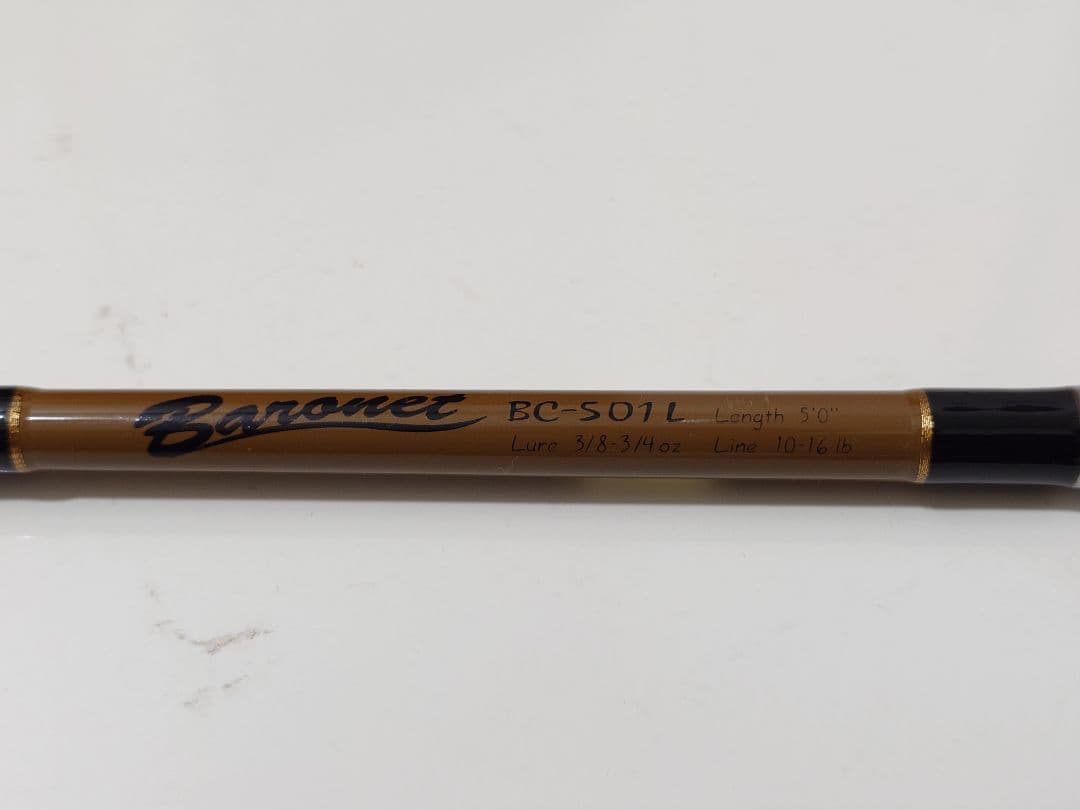 Baronet BC-501L Length 5'0"
Lure 3/8-3/4oz Line 10-16 lb